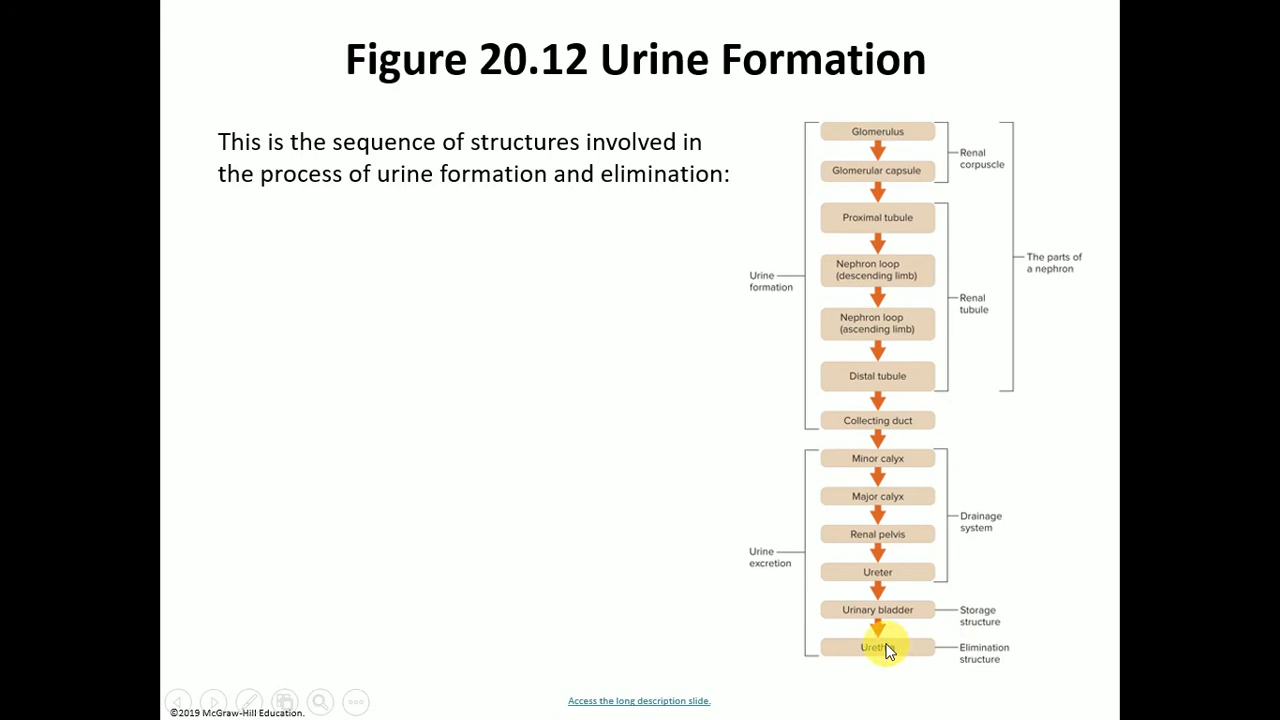 Figure 20.12 Urine Formation
This is the sequence of structures involved in
the process of urine formation and elimination:
Glomerulus
Glomerular capsule
Renal
corpuscle
Proximal tubule
Nephron loop
(descending limb)
Nephron loop
(ascending limb)
Distal tubule
Renal
tubule
The parts of
a nephron
Collecting duct
Urine
formation
Minor calyx
Major calyx
Renal pelvis
Ureter
Drainage
system
Urinary bladder
Storage
structure
Elimination
structure
Urine
excretion
Access the long description slide.
©2019 McGraw-Hill Education.